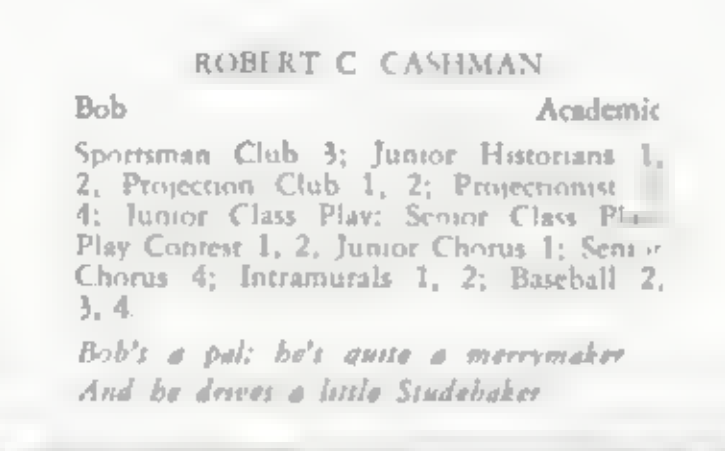 ROBERT C CASHMAN
Bob Academic
Sportsman Club 3; Junior Historians 1,
2, Projection Club 1, 2; Projectionist
4; Junior Class Play; Senior Class
Play Contest 1, 2, Junior Chorus 1; Senior
Chorus 4; Intramurals 1, 2; Baseball 2,
3, 4
Bob's a pal; he's quite a merrymaker
And he drives a little Studebaker